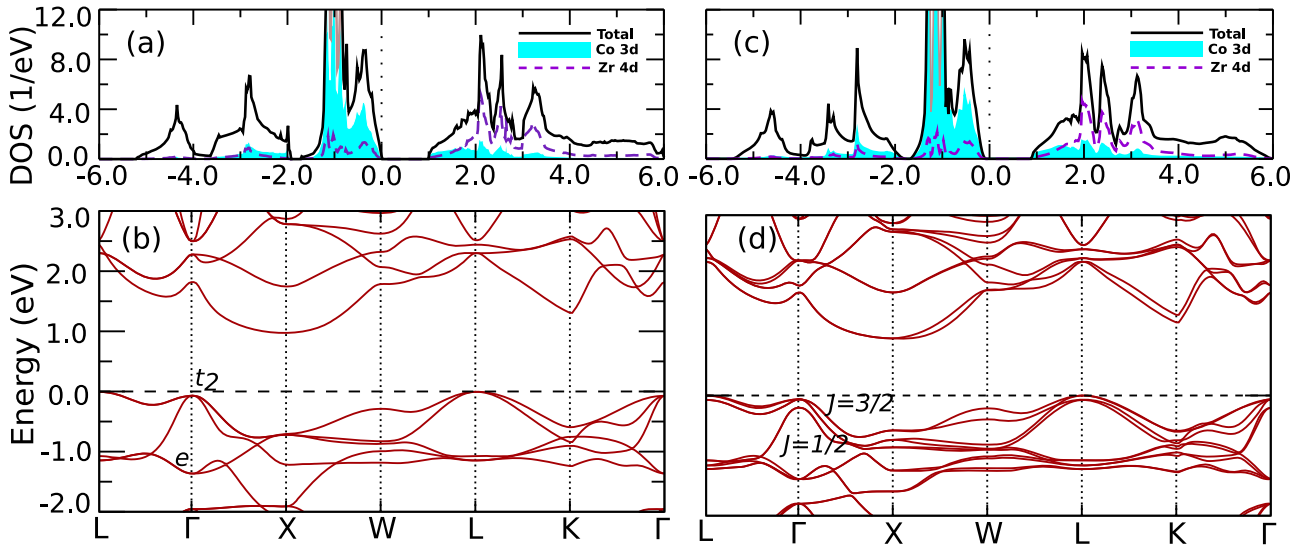 12.0
8.0
4.0
0.0
DOS (1/eV)
(a)
Total
Co 3d
Zr 4d
-6.0 -4.0 -2.0 0.0 2.0 4.0 6.0
(c)
Total
Co 3d
Zr 4d
-6.0 -4.0 -2.0 0.0 2.0 4.0 6.0
3.0
2.0
1.0
0.0
-1.0
-2.0
Energy (eV)
(b)
t2
e
L Γ X W L K Γ
(d)
J=3/2
J=1/2
L Γ X W L K Γ